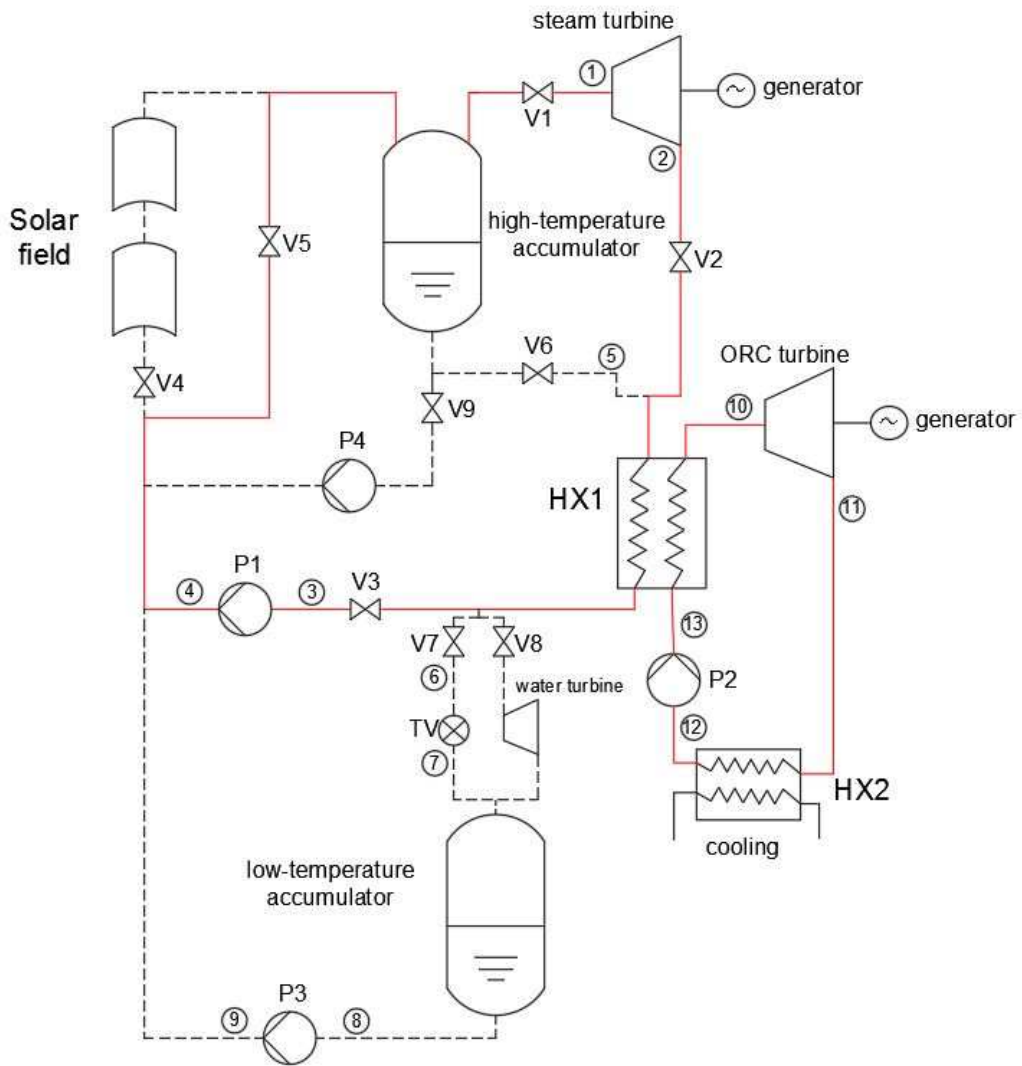 steam turbine
①
generator
V1
②
Solar
field
V5
high-temperature
accumulator
V2
V6
⑤
ORC turbine
V4
⑩
V9
generator
P4
HX1
⑪
P1
④
③
V3
⑬
V7
V8
⑥
P2
water turbine
TV
⑫
⑦
HX2
cooling
low-temperature
accumulator
P3
⑨
⑧